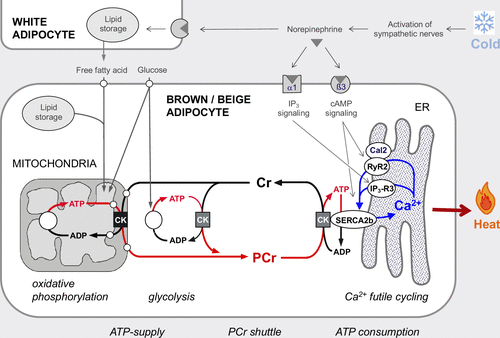 WHITE
ADIPOCYTE
Lipid
storage
Norepinephrine
Activation of
sympathetic nerves
Cold
Free fatty acid
Glucose
α1
ß3
Lipid
storage
BROWN / BEIGE
ADIPOCYTE
IP3
signaling
cAMP
signaling
ER
MITOCHONDRIA
CaI2
RyR2
IP3-R3
Ca2+
ATP
ATP
Cr
ATP
CK
CK
CK
SERCA2b
ADP
ADP
ADP
PCr
Heat
oxidative
phosphorylation
glycolysis
Ca2+ futile cycling
ATP-supply
PCr shuttle
ATP consumption